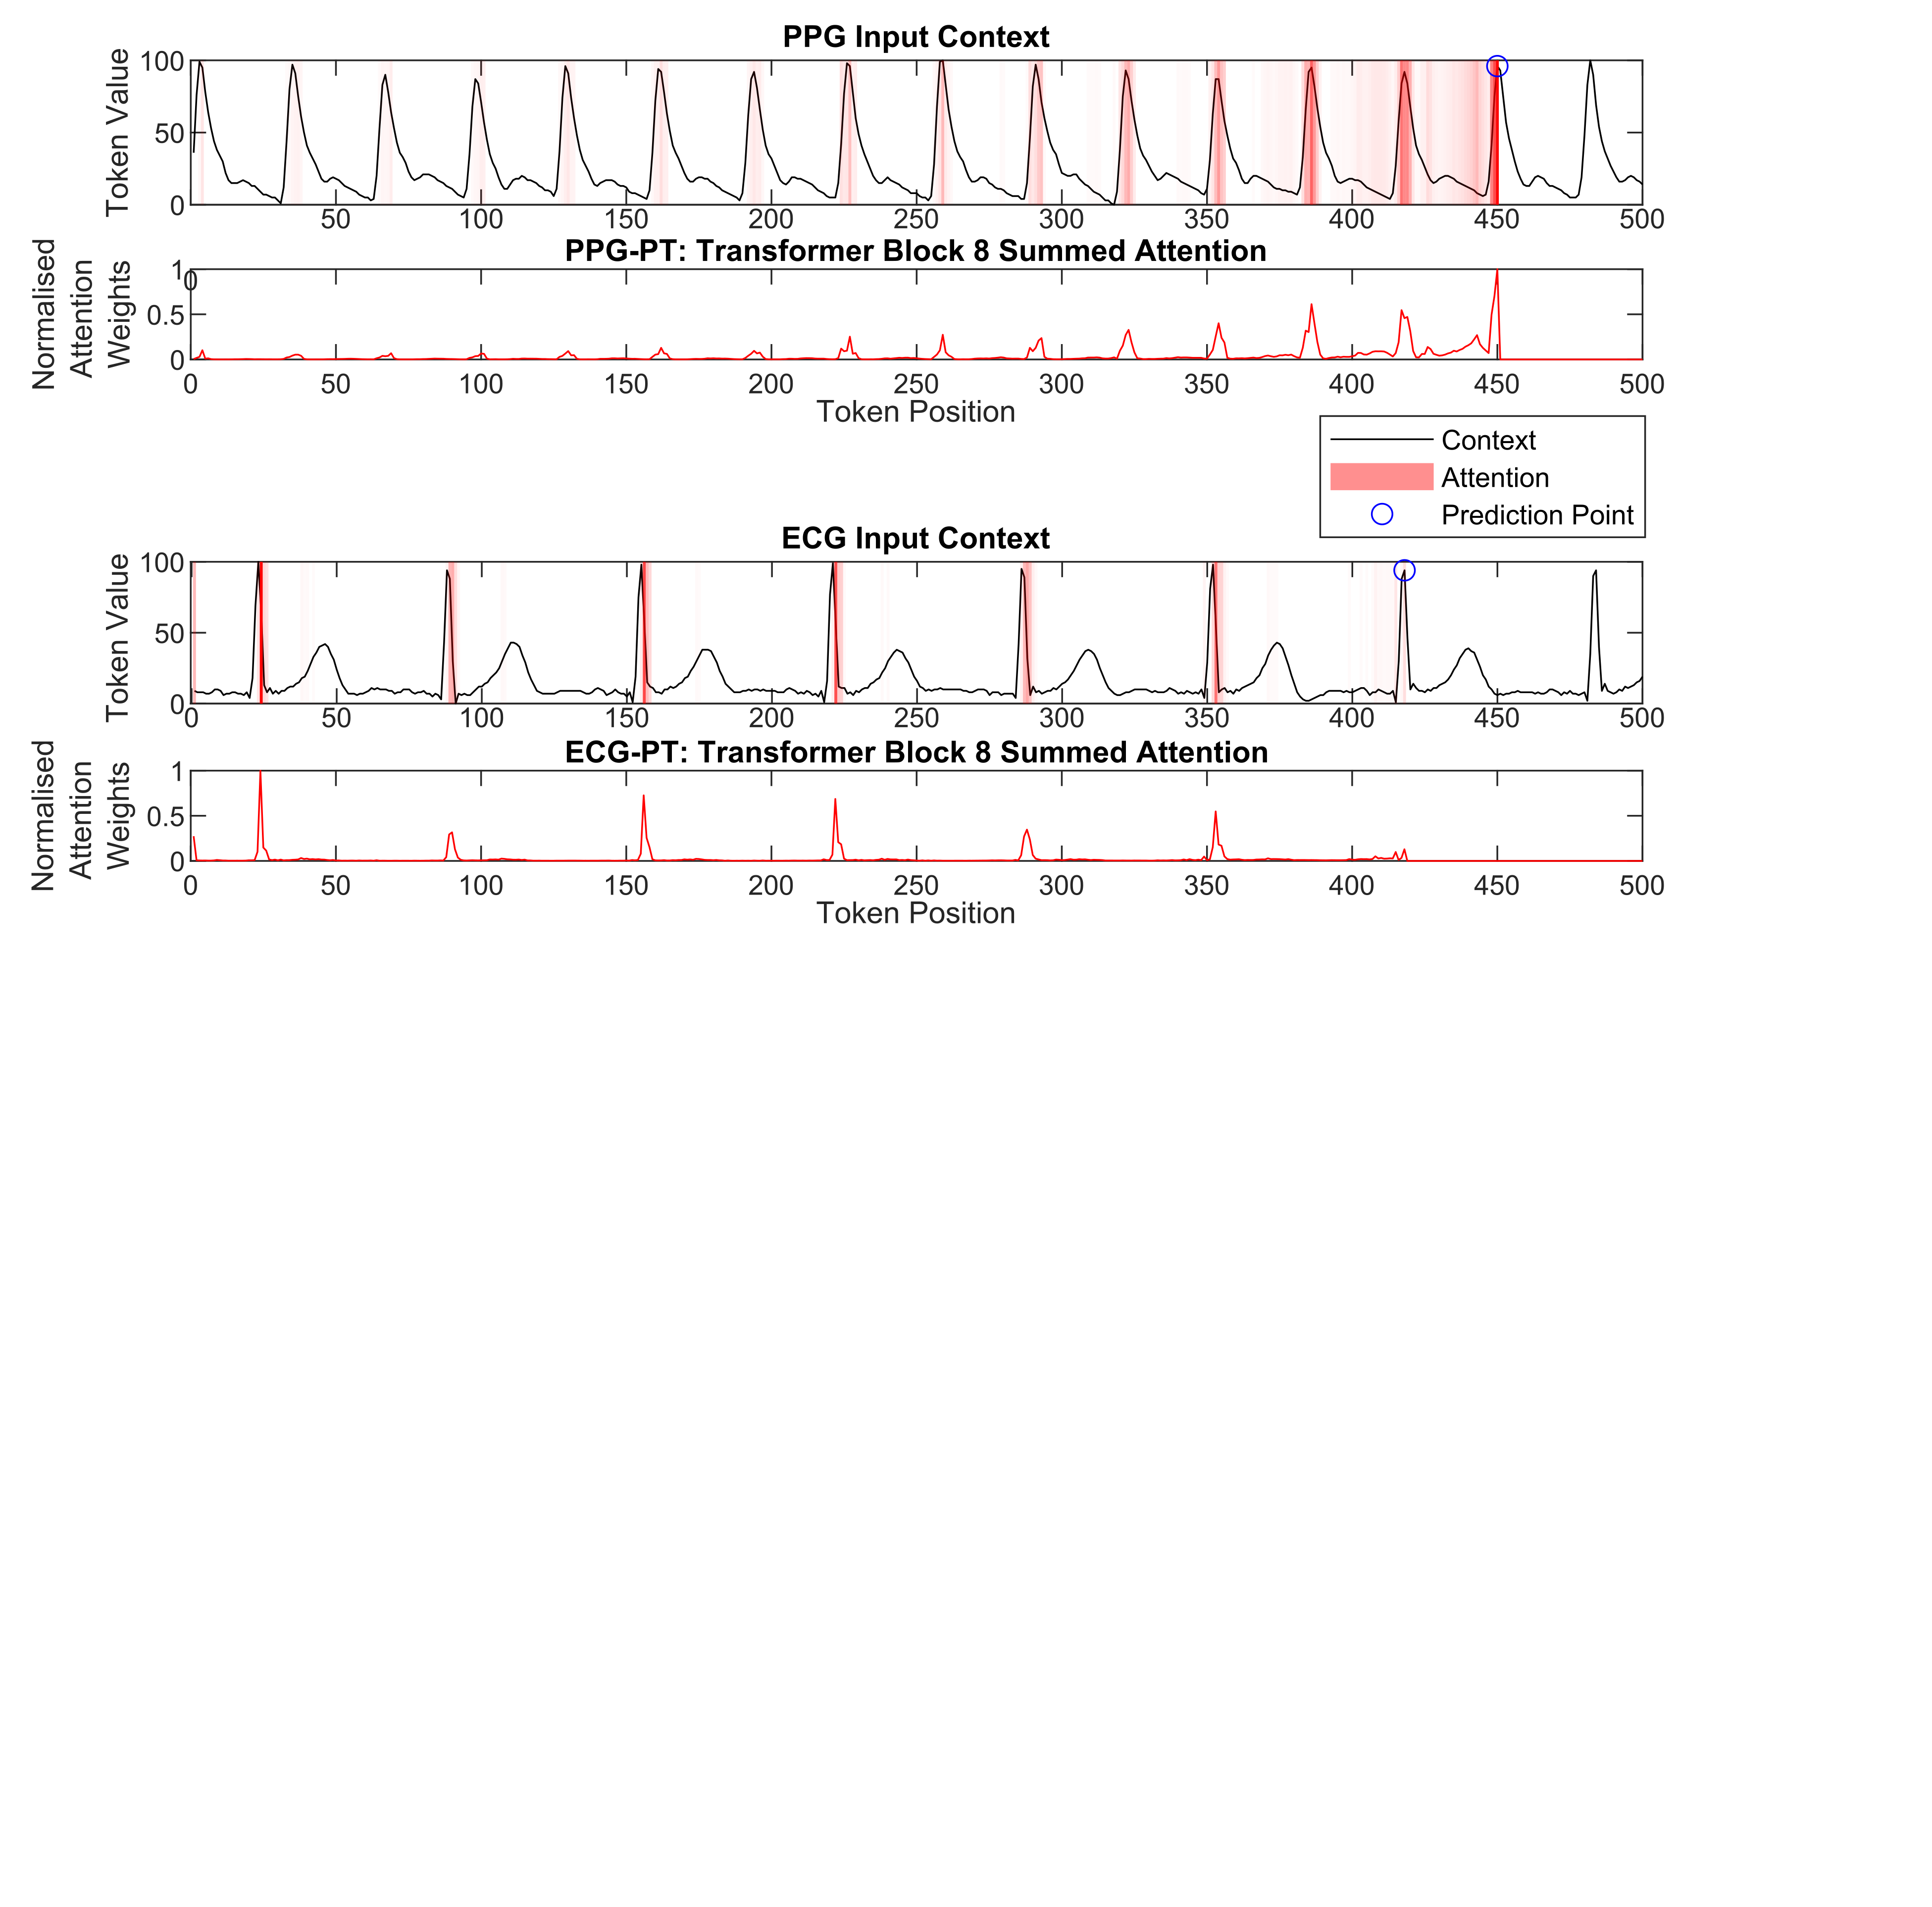 PPG Input Context
Token Value
100
50
0
50 100 150 200 250 300 350 400 450 500
0
PPG-PT: Transformer Block 8 Summed Attention
Normalised
Attention
Weights
1
0.5
0
0 50 100 150 200 250 300 350 400 450 500
Token Position
Context
Attention
Prediction Point
ECG Input Context
Token Value
100
50
0
0 50 100 150 200 250 300 350 400 450 500
ECG-PT: Transformer Block 8 Summed Attention
Normalised
Attention
Weights
1
0.5
0
0 50 100 150 200 250 300 350 400 450 500
Token Position